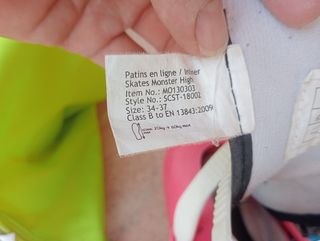 Patins en ligne / Inliner
Skates Monster High
Item No.: MO130303
Style No.: SCST-18002
Size: 34-37
Class B to EN 13843:2009